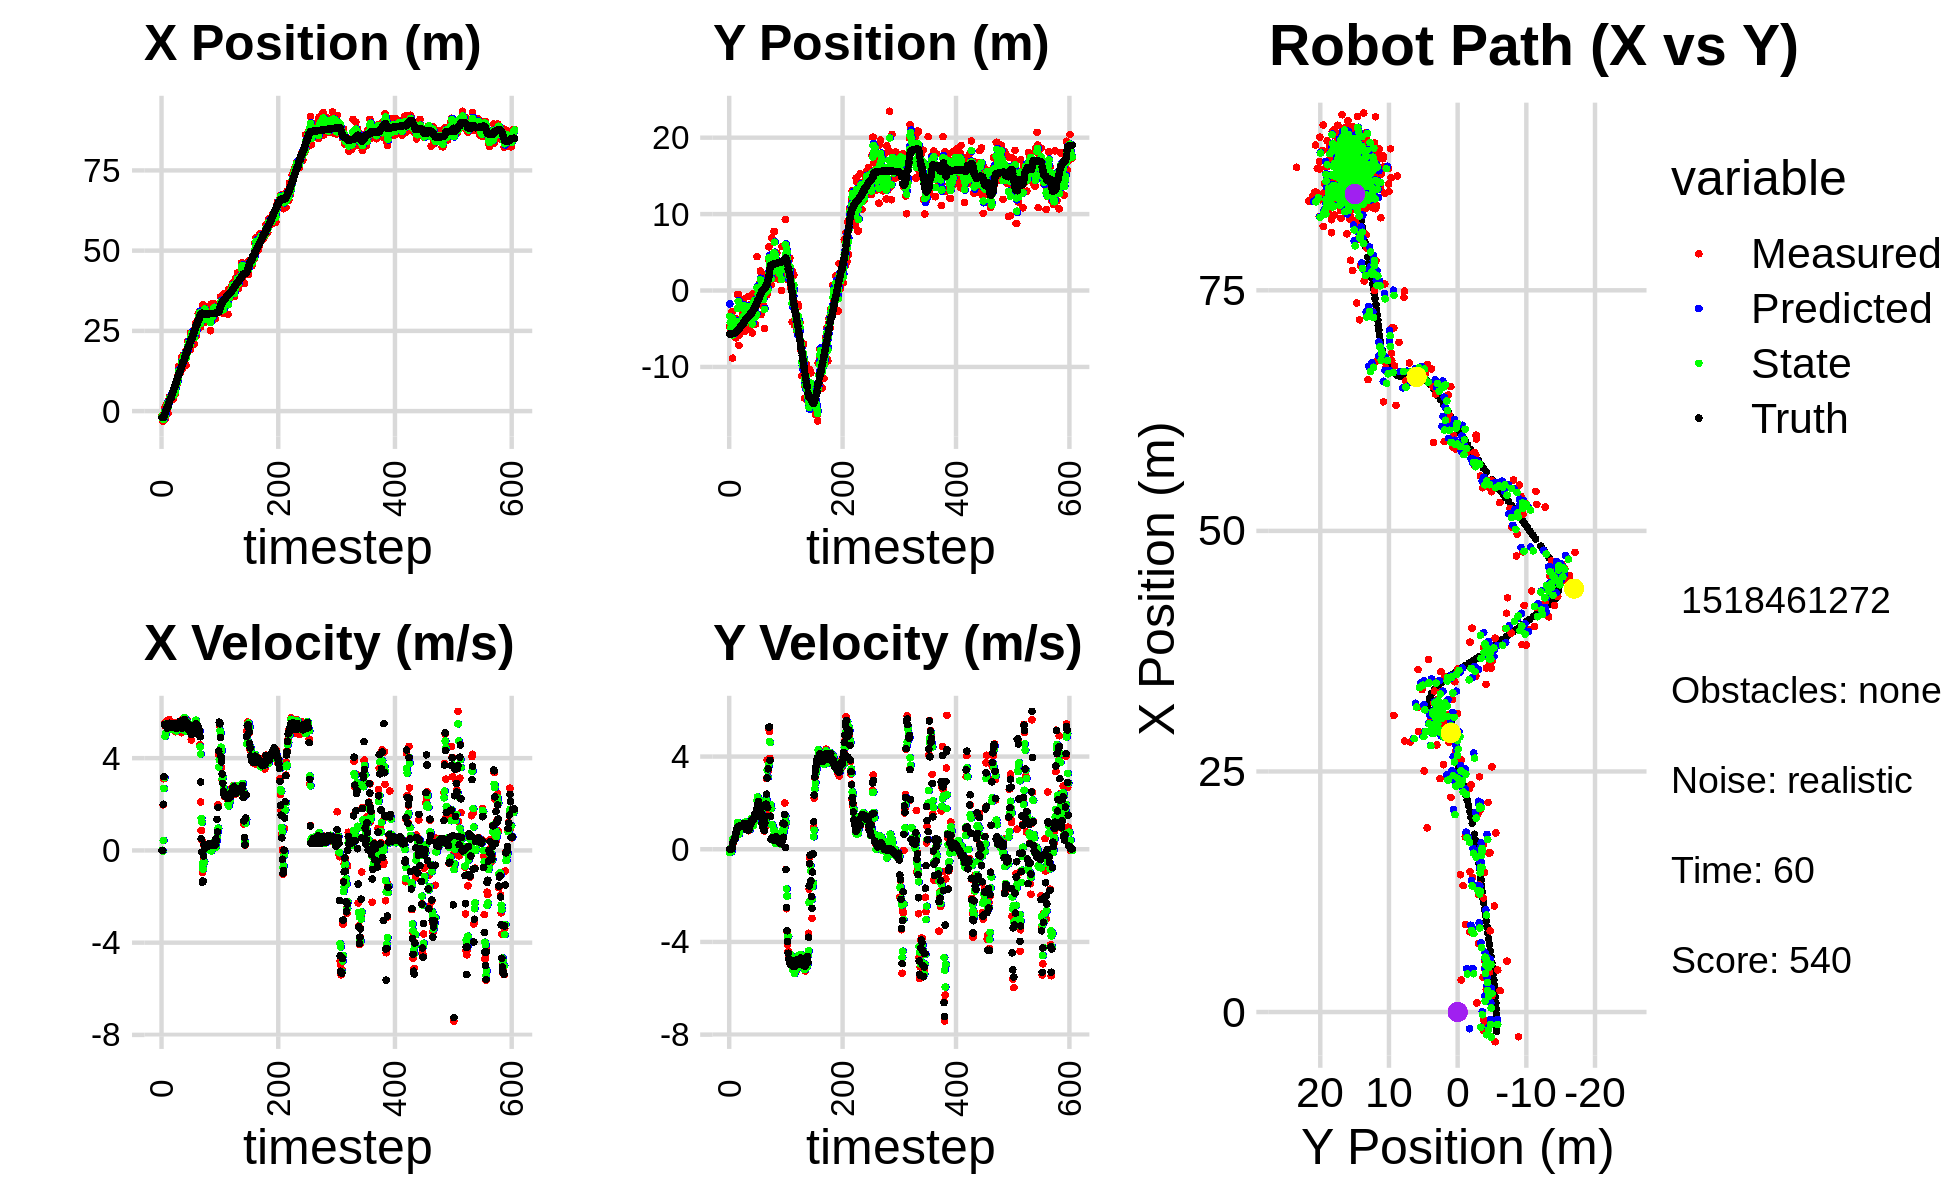 X Position (m)
75
50
25
0
0
200
400
600
timestep
Y Position (m)
20
10
0
-10
0
200
400
600
timestep
X Velocity (m/s)
4
0
-4
-8
0
200
400
600
timestep
Y Velocity (m/s)
4
0
-4
-8
0
200
400
600
timestep
Robot Path (X vs Y)
X Position (m)
75
50
25
0
20 10 0 -10 -20
Y Position (m)
variable
Measured
Predicted
State
Truth
1518461272
Obstacles: none
Noise: realistic
Time: 60
Score: 540